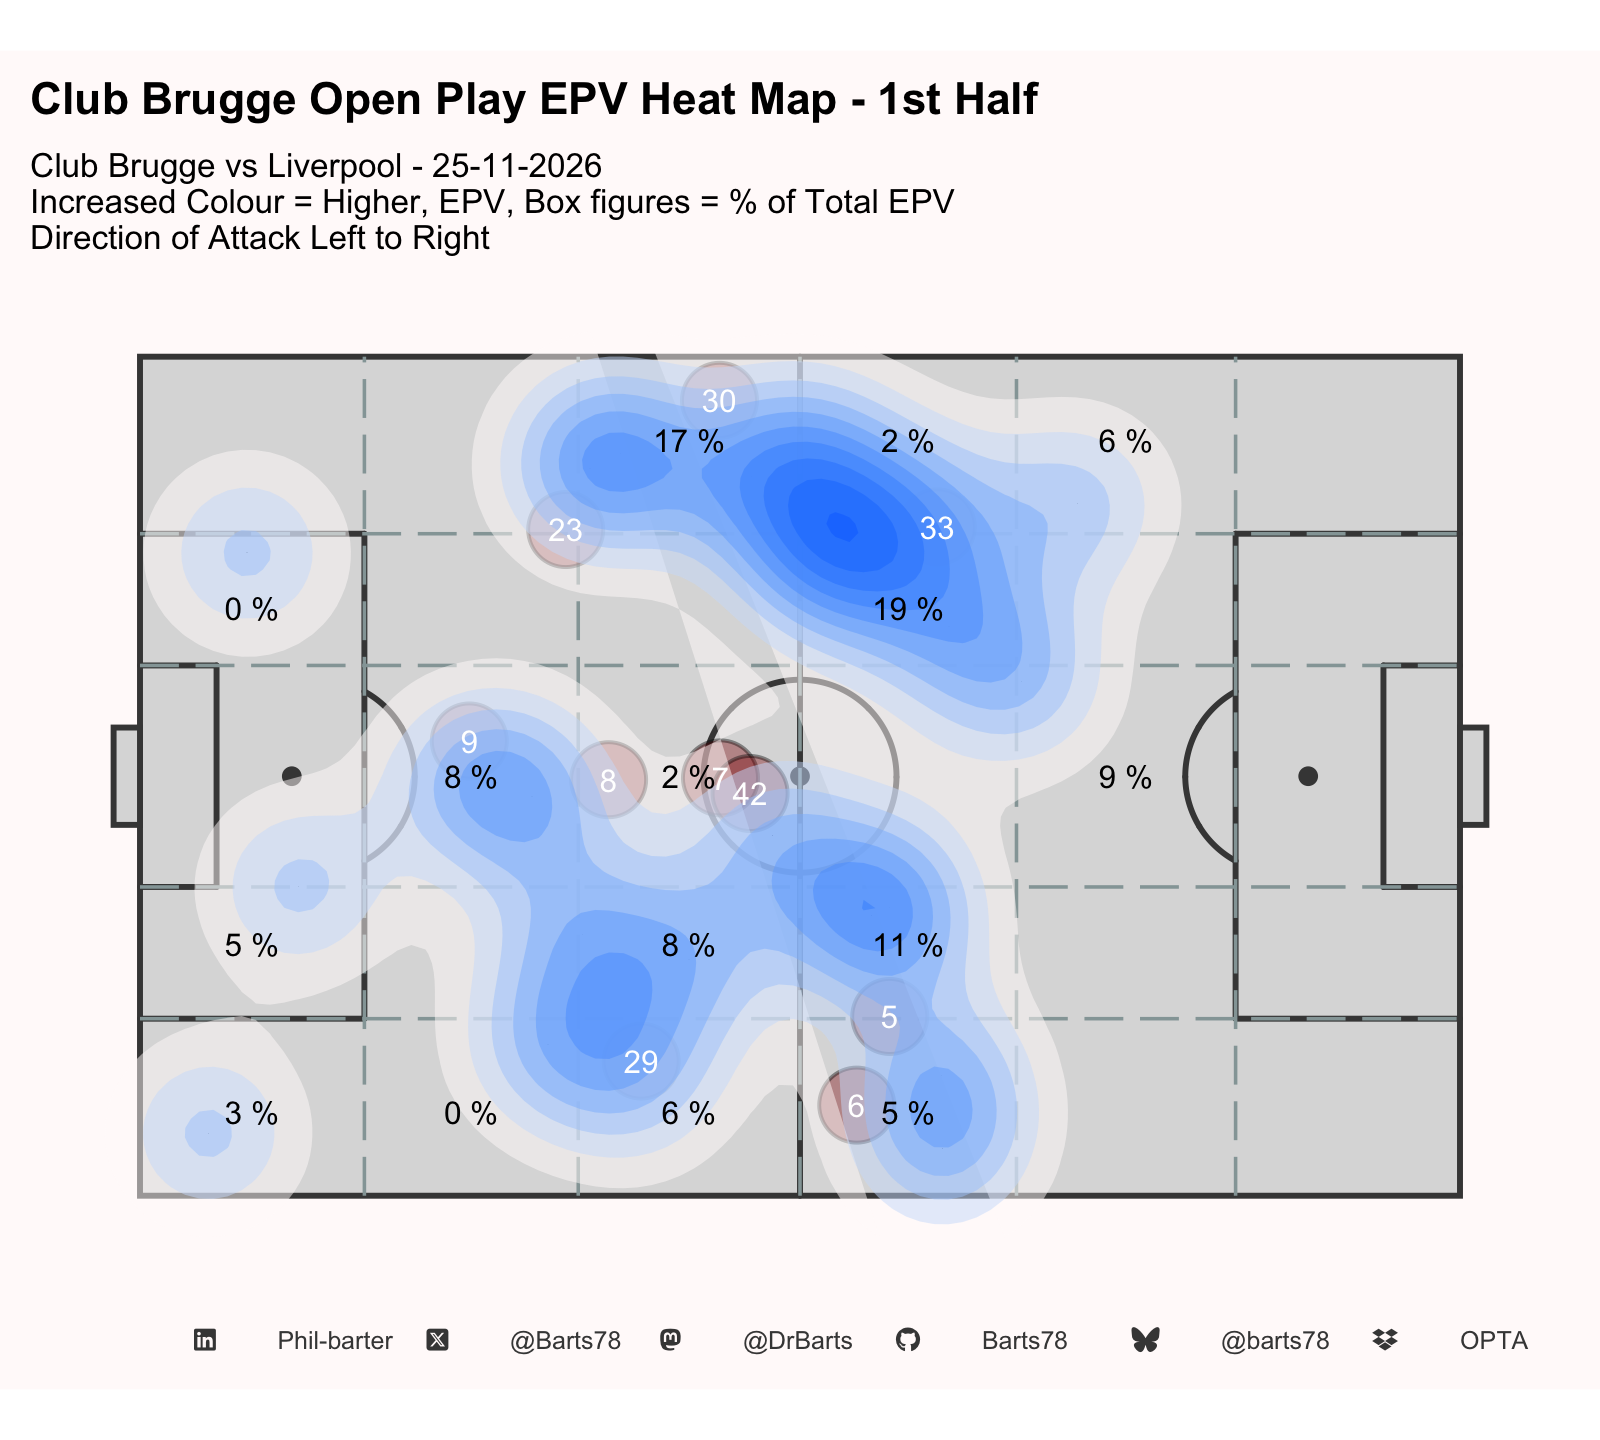 Club Brugge Open Play EPV Heat Map - 1st Half
Club Brugge vs Liverpool - 25-11-2026
Increased Colour = Higher, EPV, Box figures = % of Total EPV
Direction of Attack Left to Right
30
17 %
2 %
6 %
23
33
0 %
19 %
9
8 %
8
2 %
7
42
9 %
5 %
8 %
11 %
5
29
3 %
0 %
6 %
6
5 %
Phil-barter
@Barts78
@DrBarts
Barts78
@barts78
OPTA